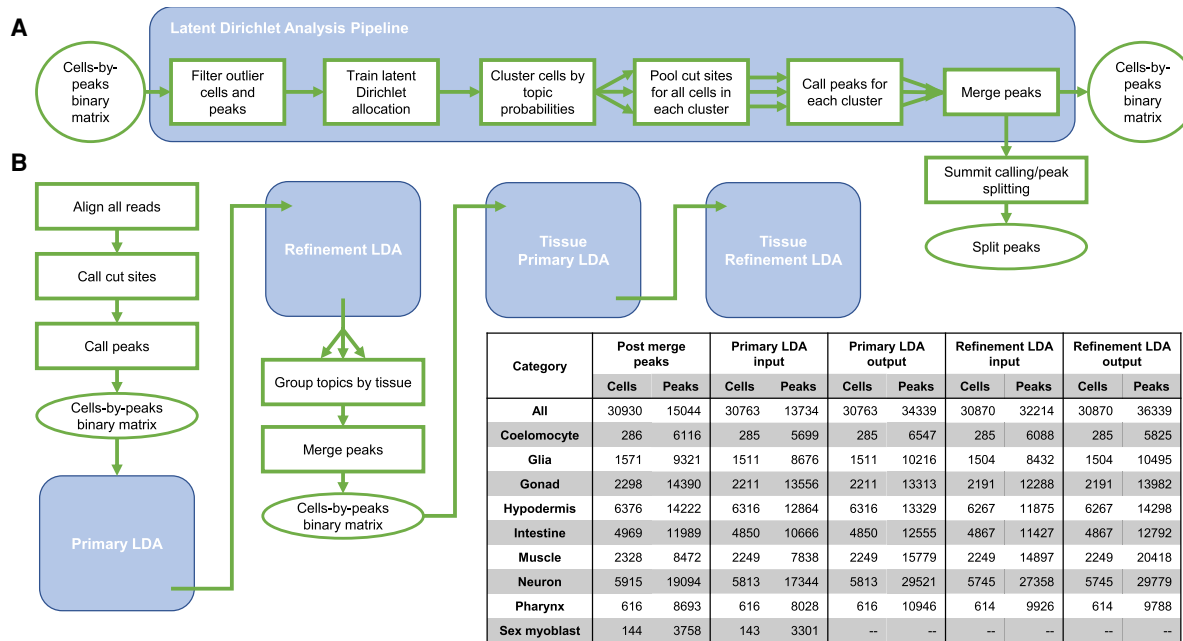 A
Latent Dirichlet Analysis Pipeline
Cells-by-
peaks
binary
matrix
Filter outlier
cells and
peaks
Train latent
Dirichlet
allocation
Cluster cells by
topic
probabilities
Pool cut sites
for all cells in
each cluster
Call peaks for
each cluster
Merge peaks
Cells-by-
peaks
binary
matrix
Summit calling/peak
splitting
Split peaks
B
Align all reads
Call cut sites
Call peaks
Cells-by-peaks
binary matrix
Primary LDA
Refinement LDA
Group topics by tissue
Merge peaks
Cells-by-peaks
binary matrix
Tissue
Primary LDA
Tissue
Refinement LDA
Category | Post merge peaks | Primary LDA input | Primary LDA output | Refinement LDA input | Refinement LDA output
Cells Peaks Cells Peaks Cells Peaks Cells Peaks Cells Peaks
All 30930 15044 30763 13734 30763 34339 30870 32214 30870 36339
Coelomocyte 286 6116 285 5699 285 6547 285 6088 285 5825
Glia 1571 9321 1511 8676 1511 10216 1504 8432 1504 10495
Gonad 2298 14390 2211 13556 2211 13313 2191 12288 2191 13982
Hypodermis 6376 14222 6316 12864 6316 13329 6267 11875 6267 14298
Intestine 4969 11989 4850 10666 4850 12555 4867 11427 4867 12792
Muscle 2328 8472 2249 7838 2249 15779 2249 14897 2249 20418
Neuron 5915 19094 5813 17344 5813 29521 5745 27358 5745 29779
Pharynx 616 8693 616 8028 616 10946 614 9926 614 9788
Sex myoblast 144 3758 143 3301 -- -- -- -- -- --